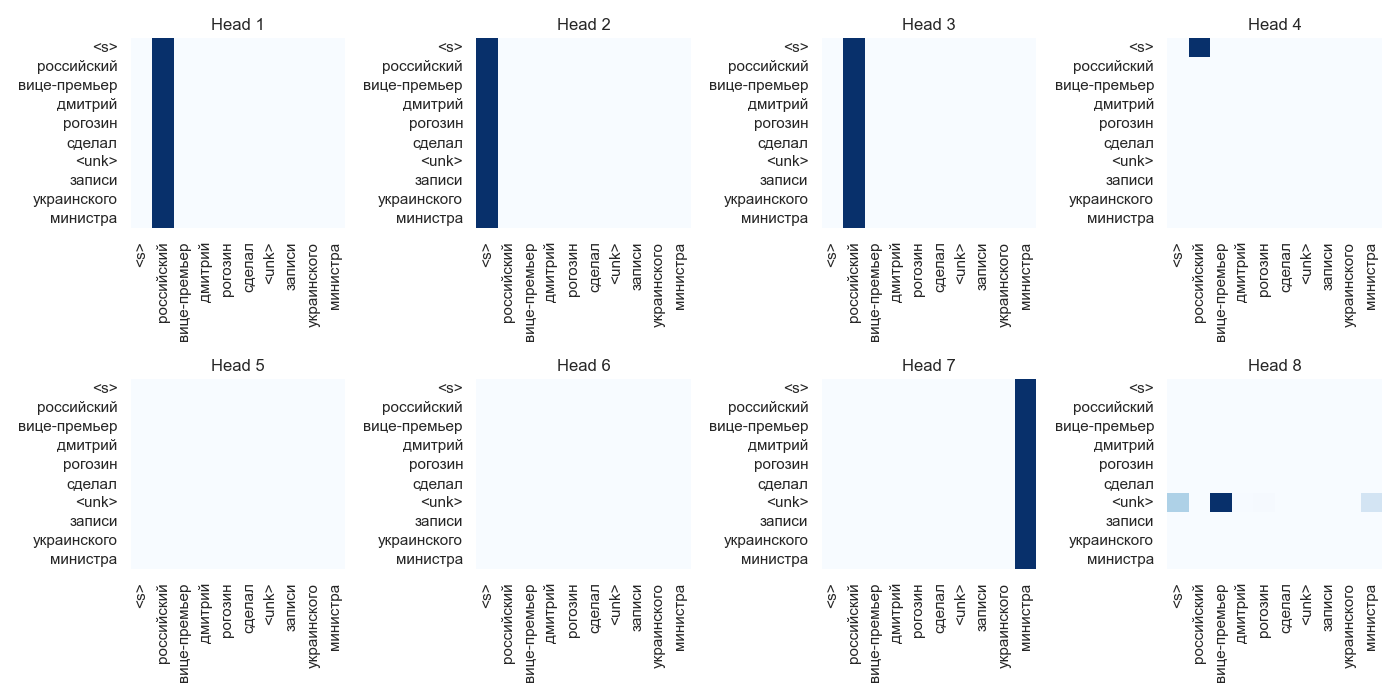 Head 1
<s>
российский
вице-премьер
дмитрий
рогозин
сделал
<unk>
записи
украинского
министра
<s>
российский
вице-премьер
дмитрий
рогозин
сделал
<unk>
записи
украинского
министра
Head 2
<s>
российский
вице-премьер
дмитрий
рогозин
сделал
<unk>
записи
украинского
министра
<s>
российский
вице-премьер
дмитрий
рогозин
сделал
<unk>
записи
украинского
министра
Head 3
<s>
российский
вице-премьер
дмитрий
рогозин
сделал
<unk>
записи
украинского
министра
<s>
российский
вице-премьер
дмитрий
рогозин
сделал
<unk>
записи
украинского
министра
Head 4
<s>
российский
вице-премьер
дмитрий
рогозин
сделал
<unk>
записи
украинского
министра
<s>
российский
вице-премьер
дмитрий
рогозин
сделал
<unk>
записи
украинского
министра
Head 5
<s>
российский
вице-премьер
дмитрий
рогозин
сделал
<unk>
записи
украинского
министра
<s>
российский
вице-премьер
дмитрий
рогозин
сделал
<unk>
записи
украинского
министра
Head 6
<s>
российский
вице-премьер
дмитрий
рогозин
сделал
<unk>
записи
украинского
министра
<s>
российский
вице-премьер
дмитрий
рогозин
сделал
<unk>
записи
украинского
министра
Head 7
<s>
российский
вице-премьер
дмитрий
рогозин
сделал
<unk>
записи
украинского
министра
<s>
российский
вице-премьер
дмитрий
рогозин
сделал
<unk>
записи
украинского
министра
Head 8
<s>
российский
вице-премьер
дмитрий
рогозин
сделал
<unk>
записи
украинского
министра
<s>
российский
вице-премьер
дмитрий
рогозин
сделал
<unk>
записи
украинского
министра